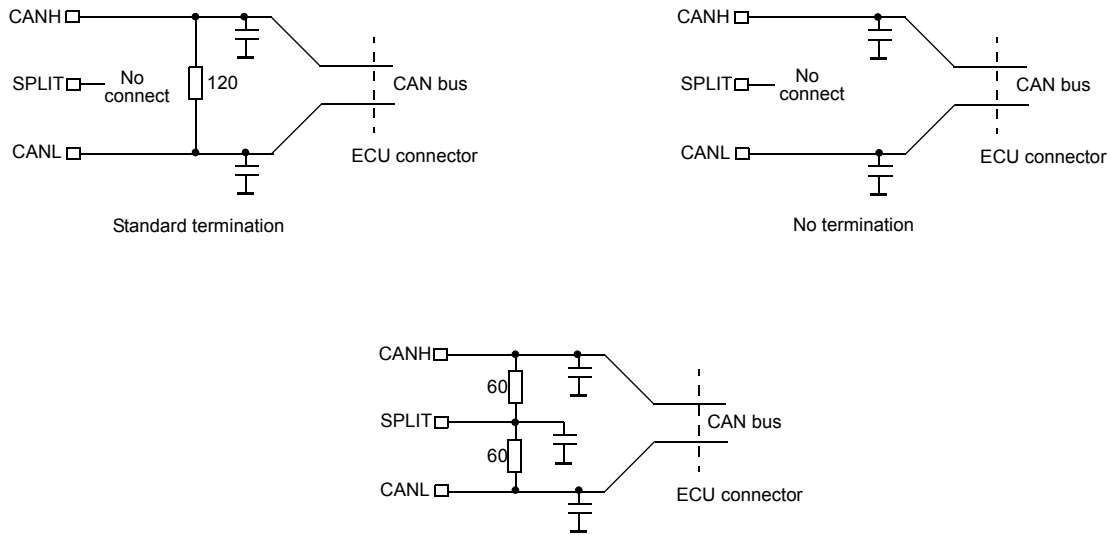 CANH
SPLIT
No
connect
120
CANL
CAN bus
ECU connector
Standard termination
CANH
SPLIT
No
connect
CANL
CAN bus
ECU connector
No termination
CANH
60
SPLIT
60
CANL
CAN bus
ECU connector